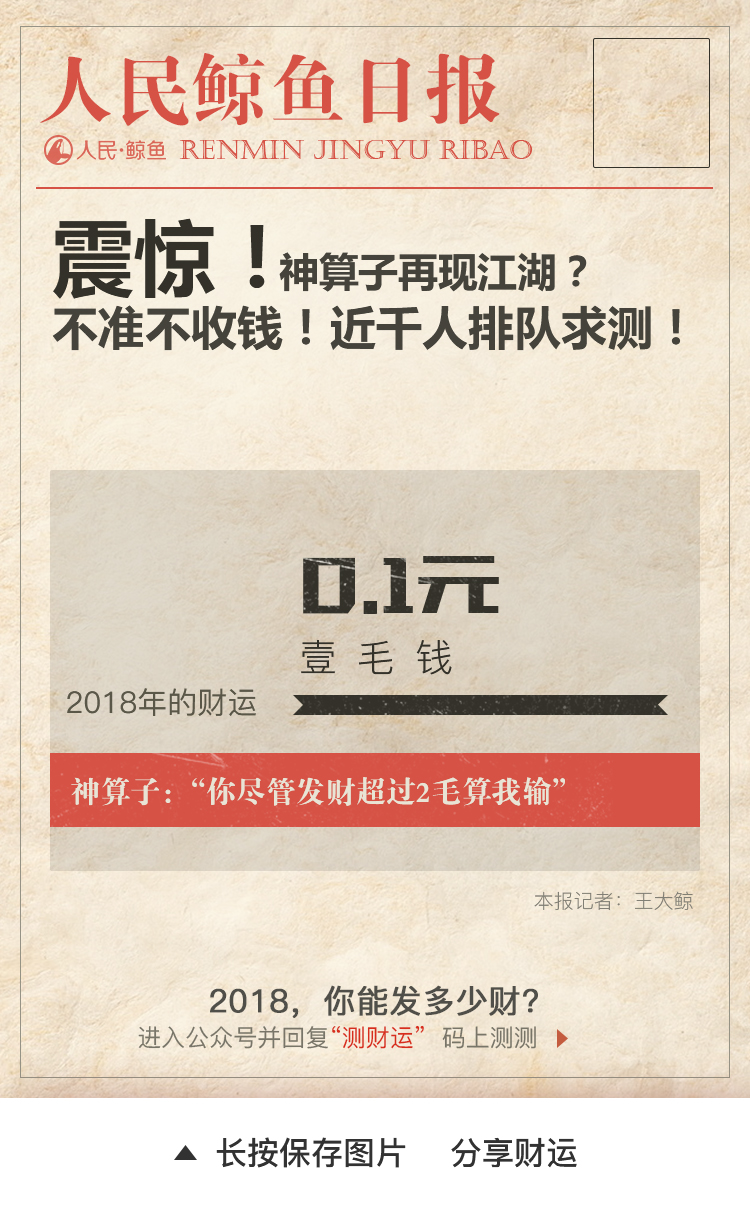 人民鲸鱼日报
人民·鲸鱼 RENMIN JINGYU RIBAO
震惊！神算子再现江湖？
不准不收钱！近千人排队求测！
0.1元
壹毛钱
2018年的财运
神算子：“你尽管发财超过2毛算我输”
本报记者：王大鲸
2018，你能发多少财？
进入公众号并回复“测财运” 码上测测
长按保存图片 分享财运